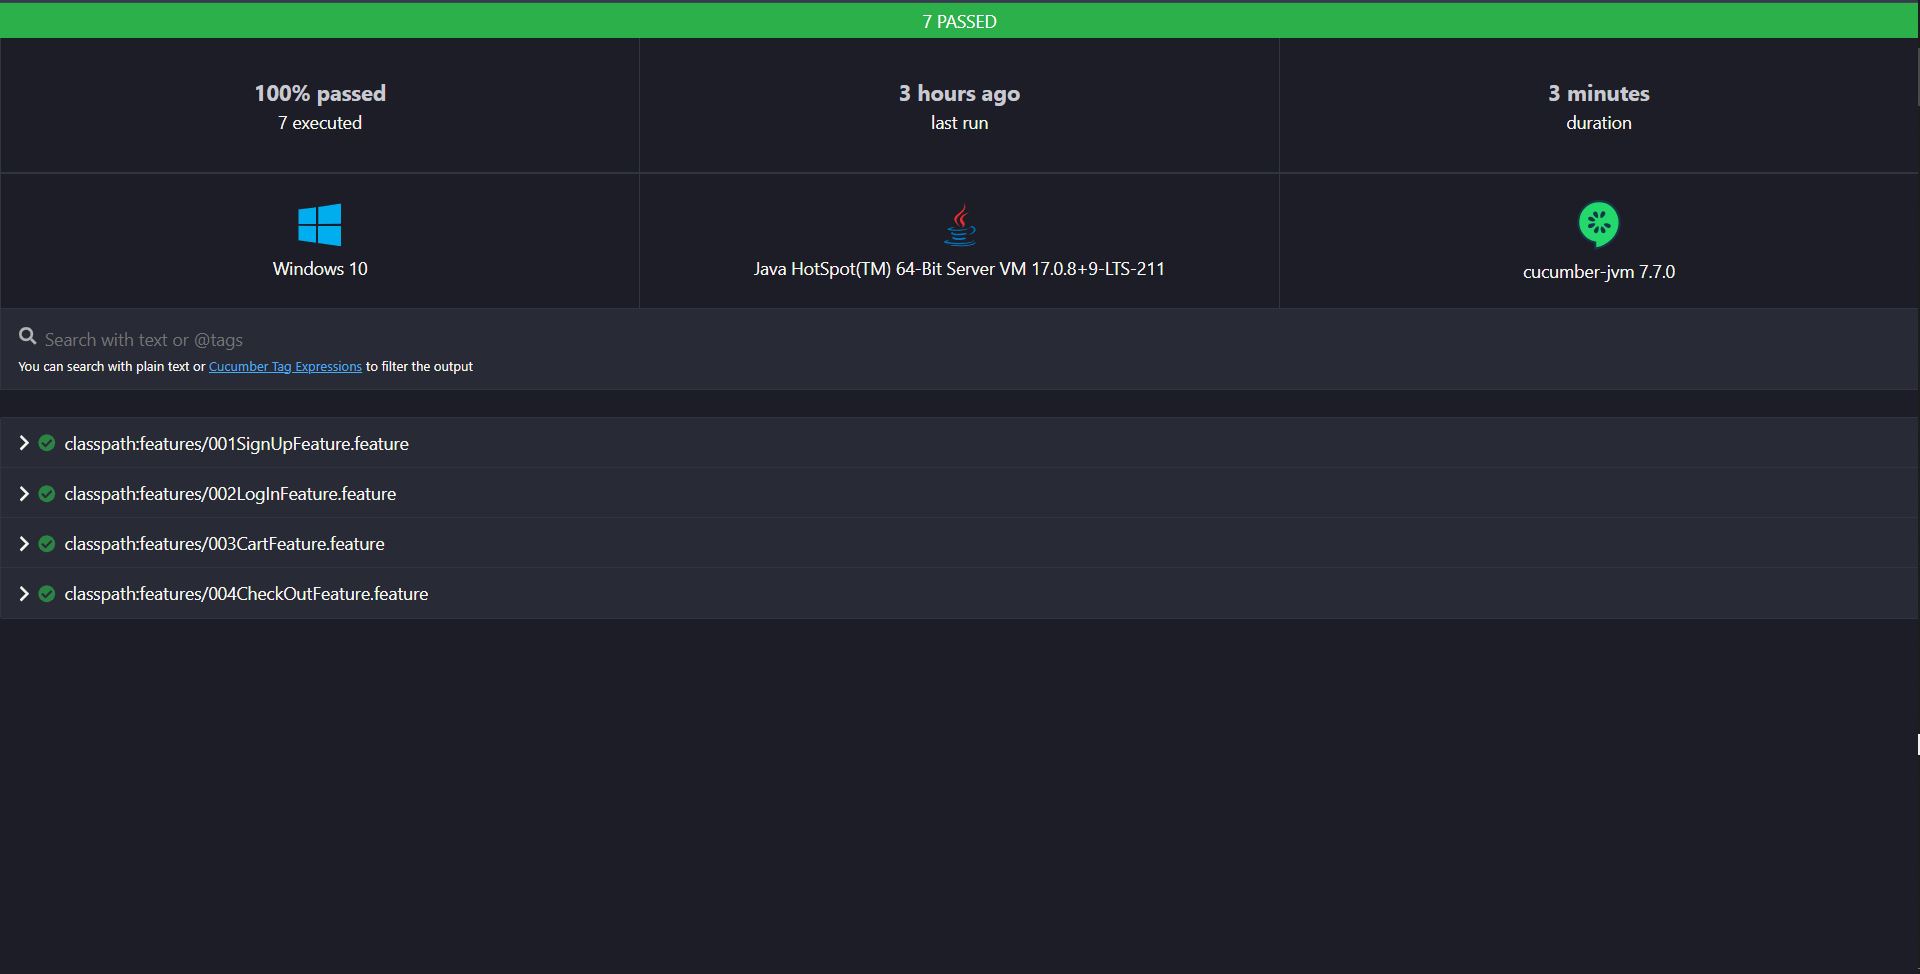 7 PASSED
100% passed
7 executed
3 hours ago
last run
3 minutes
duration
Windows 10
Java HotSpot(TM) 64-Bit Server VM 17.0.8+9-LTS-211
cucumber-jvm 7.7.0
Search with text or @tags
You can search with plain text or Cucumber Tag Expressions to filter the output
classpath:features/001SignUpFeature.feature
classpath:features/002LogInFeature.feature
classpath:features/003CartFeature.feature
classpath:features/004CheckOutFeature.feature